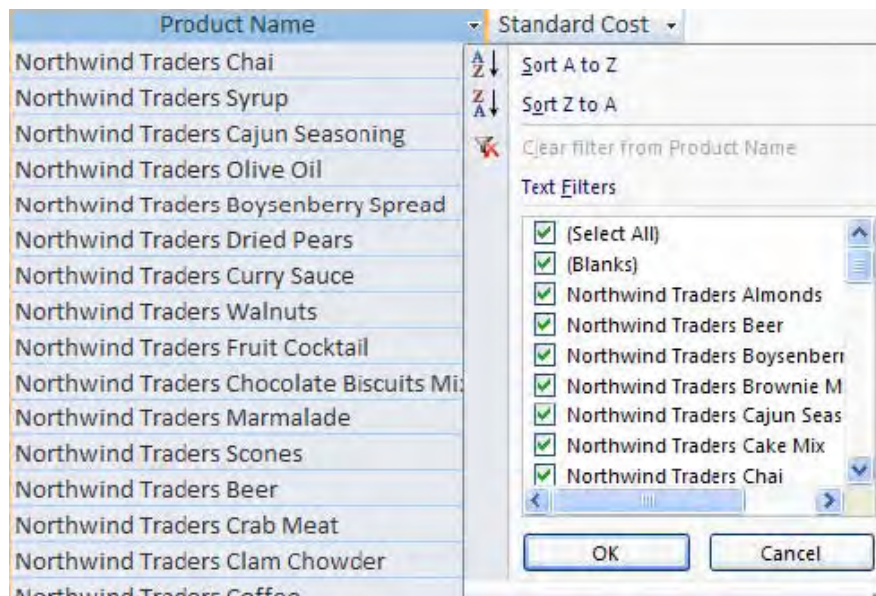 Product Name
Standard Cost
Northwind Traders Chai
Northwind Traders Syrup
Northwind Traders Cajun Seasoning
Northwind Traders Olive Oil
Northwind Traders Boysenberry Spread
Northwind Traders Dried Pears
Northwind Traders Curry Sauce
Northwind Traders Walnuts
Northwind Traders Fruit Cocktail
Northwind Traders Chocolate Biscuits Mi
Northwind Traders Marmalade
Northwind Traders Scones
Northwind Traders Beer
Northwind Traders Crab Meat
Northwind Traders Clam Chowder
Northwind Traders Coffee
Sort A to Z
Sort Z to A
Clear filter from Product Name
Text Filters
(Select All)
(Blanks)
Northwind Traders Almonds
Northwind Traders Beer
Northwind Traders Boysenberr
Northwind Traders Brownie M
Northwind Traders Cajun Seas
Northwind Traders Cake Mix
Northwind Traders Chai
OK
Cancel